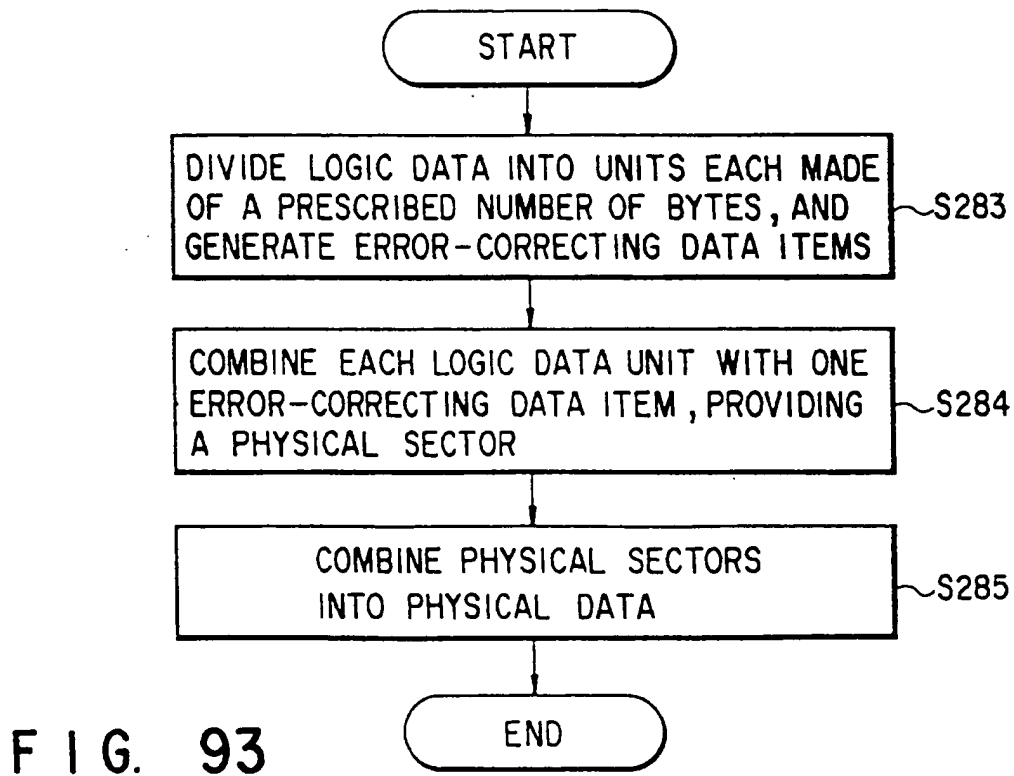 START
DIVIDE LOGIC DATA INTO UNITS EACH MADE
OF A PRESCRIBED NUMBER OF BYTES, AND
GENERATE ERROR-CORRECTING DATA ITEMS
S283
COMBINE EACH LOGIC DATA UNIT WITH ONE
ERROR-CORRECTING DATA ITEM, PROVIDING
A PHYSICAL SECTOR
S284
COMBINE PHYSICAL SECTORS
INTO PHYSICAL DATA
S285
END
FIG. 93